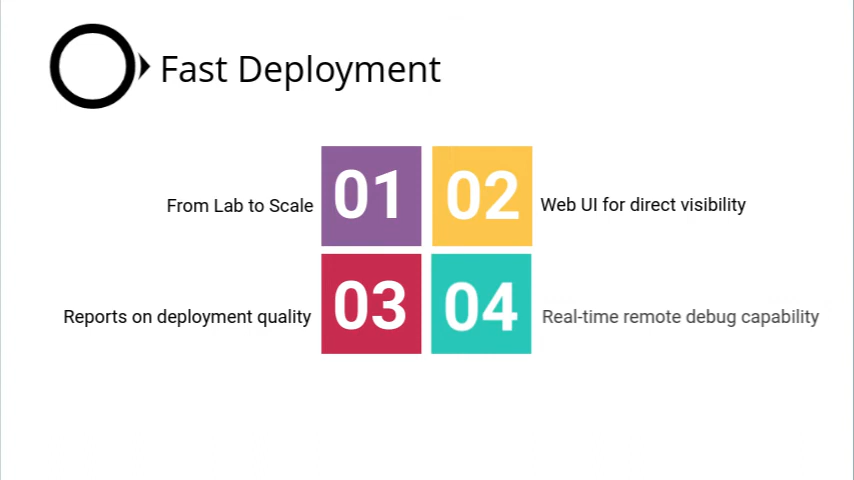 Fast Deployment
From Lab to Scale
01
02
Web UI for direct visibility
Reports on deployment quality
03
04
Real-time remote debug capability